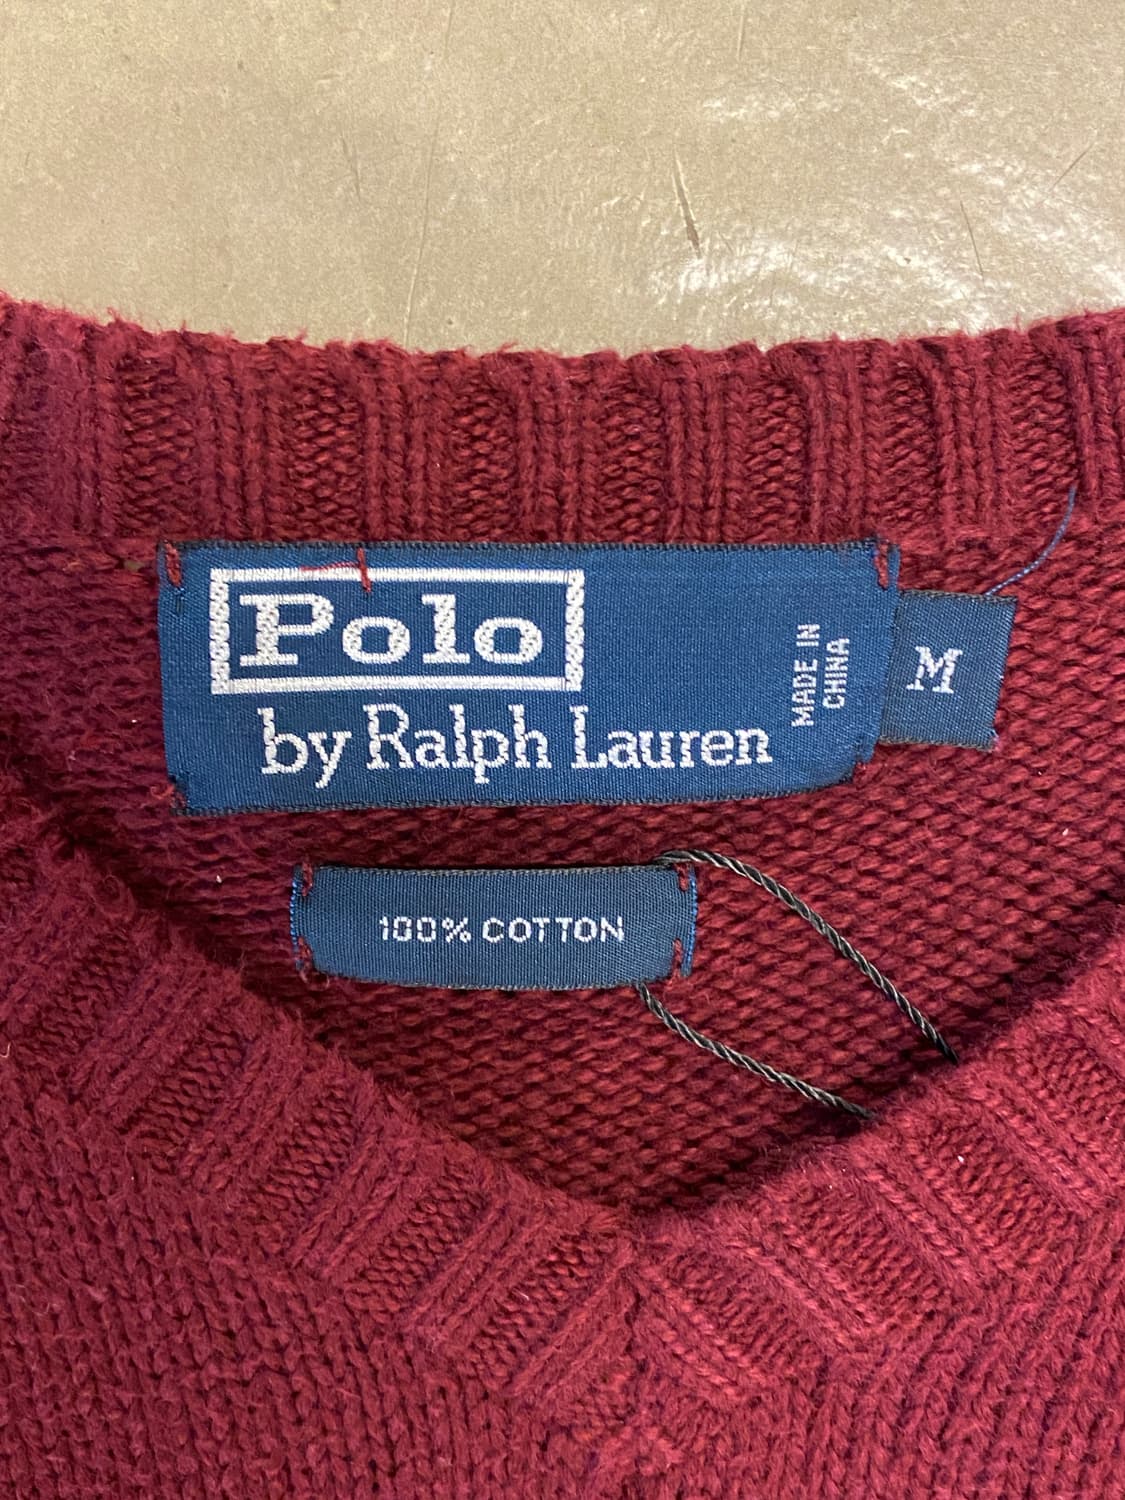 Polo
by Ralph Lauren
MADE IN
CHINA
M
100% COTTON